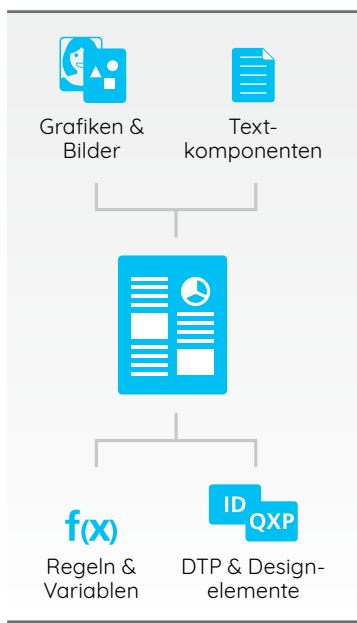 Grafiken &
Bilder
Text-
komponenten
f(x)
ID
QXP
Regeln &
Variablen
DTP & Design-
elemente